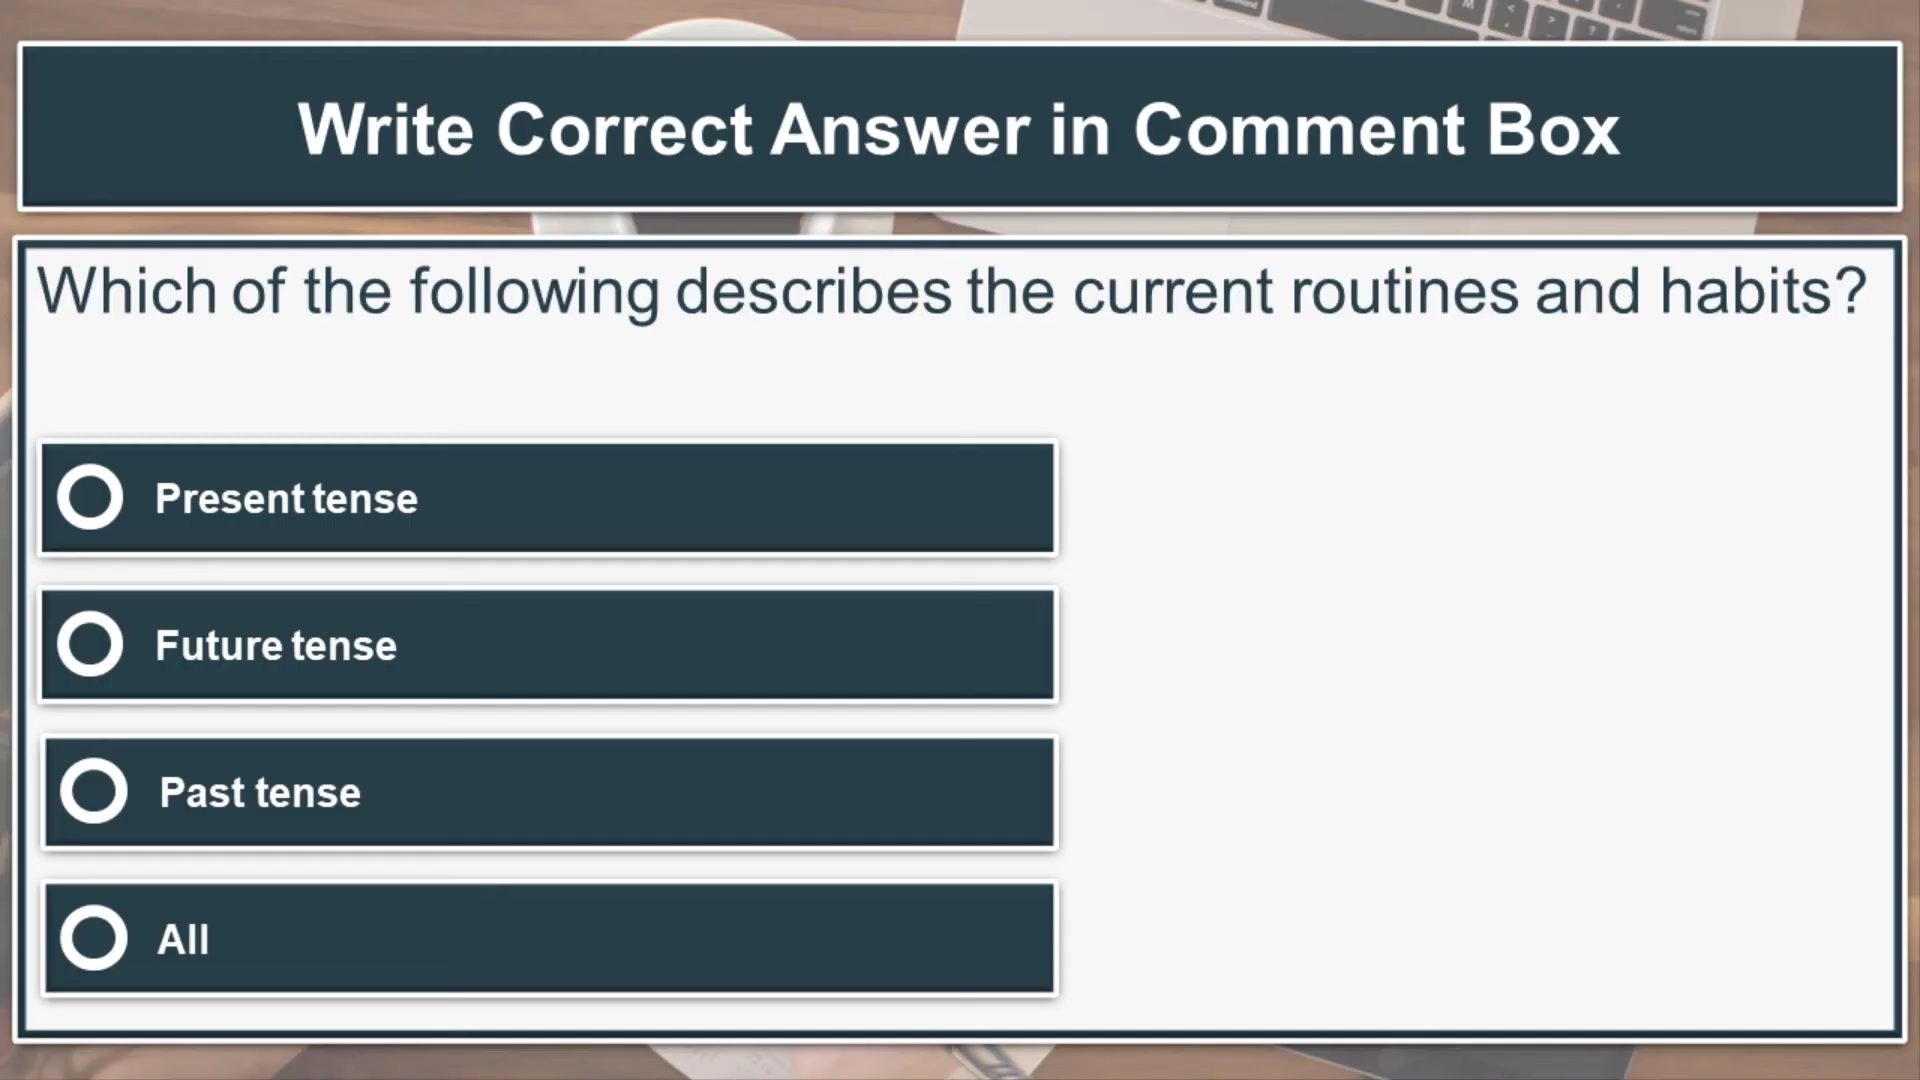 Write Correct Answer in Comment Box
Which of the following describes the current routines and habits?
Present tense
Future tense
Past tense
All